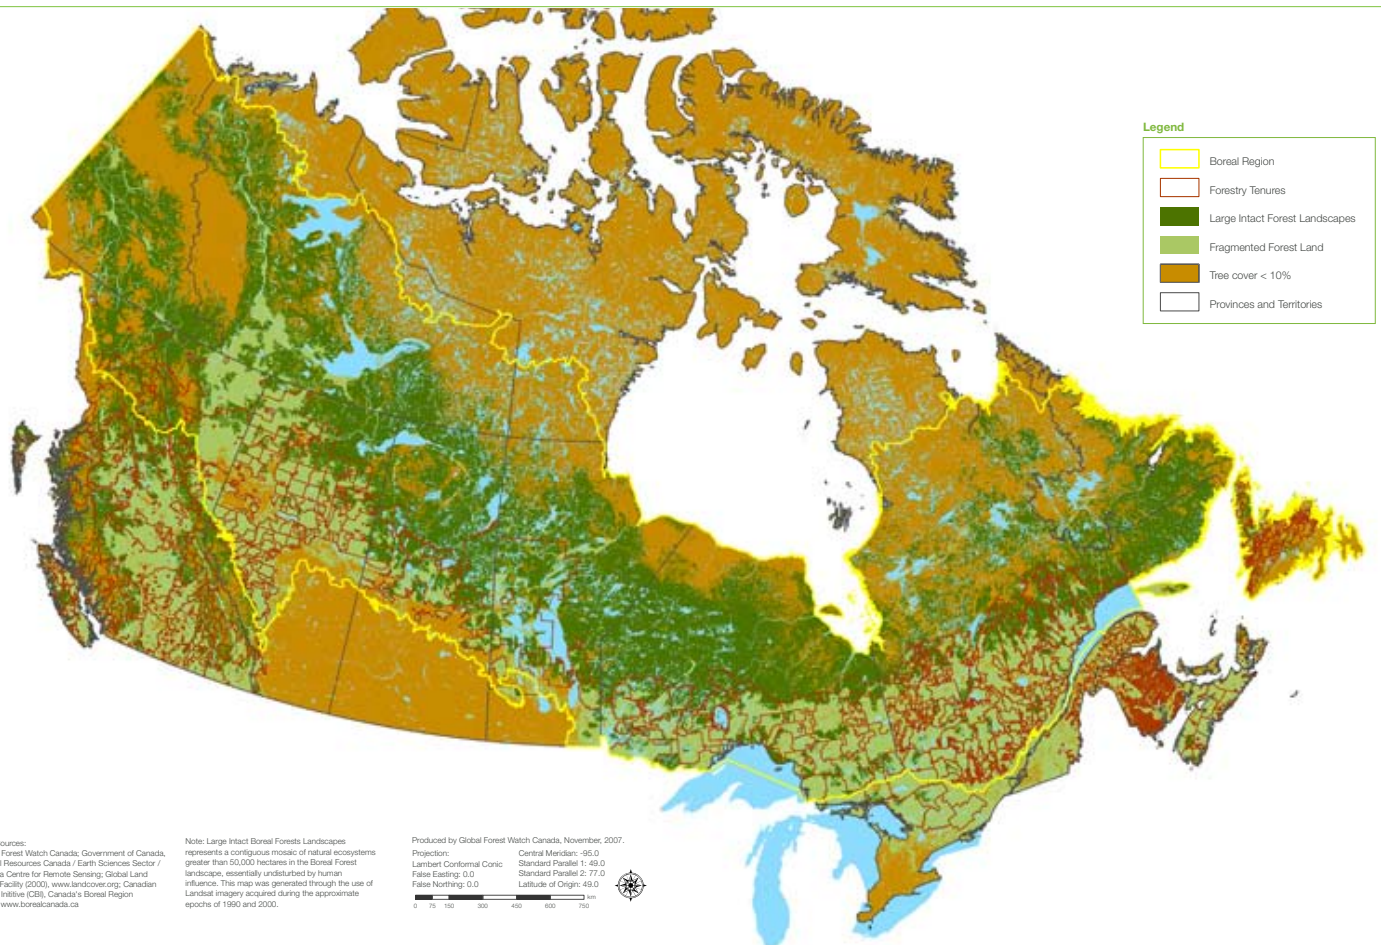 Legend
Boreal Region
Forestry Tenures
Large Intact Forest Landscapes
Fragmented Forest Land
Tree cover < 10%
Provinces and Territories
ources:
Forest Watch Canada; Government of Canada,
l Resources Canada / Earth Sciences Sector /
a Centre for Remote Sensing; Global Land
Facility (2000), www.landcover.org; Canadian
Inititive (CBI), Canada's Boreal Region
www.borealcanada.ca
Note: Large Intact Boreal Forests Landscapes
represents a contiguous mosaic of natural ecosystems
greater than 50,000 hectares in the Boreal Forest
landscape, essentially undisturbed by human
influence. This map was generated through the use of
Landsat imagery acquired during the approximate
epochs of 1990 and 2000.
Produced by Global Forest Watch Canada, November, 2007.
Projection:
Lambert Conformal Conic
False Easting: 0.0
False Northing: 0.0
Central Meridian: -95.0
Standard Parallel 1: 49.0
Standard Parallel 2: 77.0
Latitude of Origin: 49.0
km
0 75 150 300 450 600 750